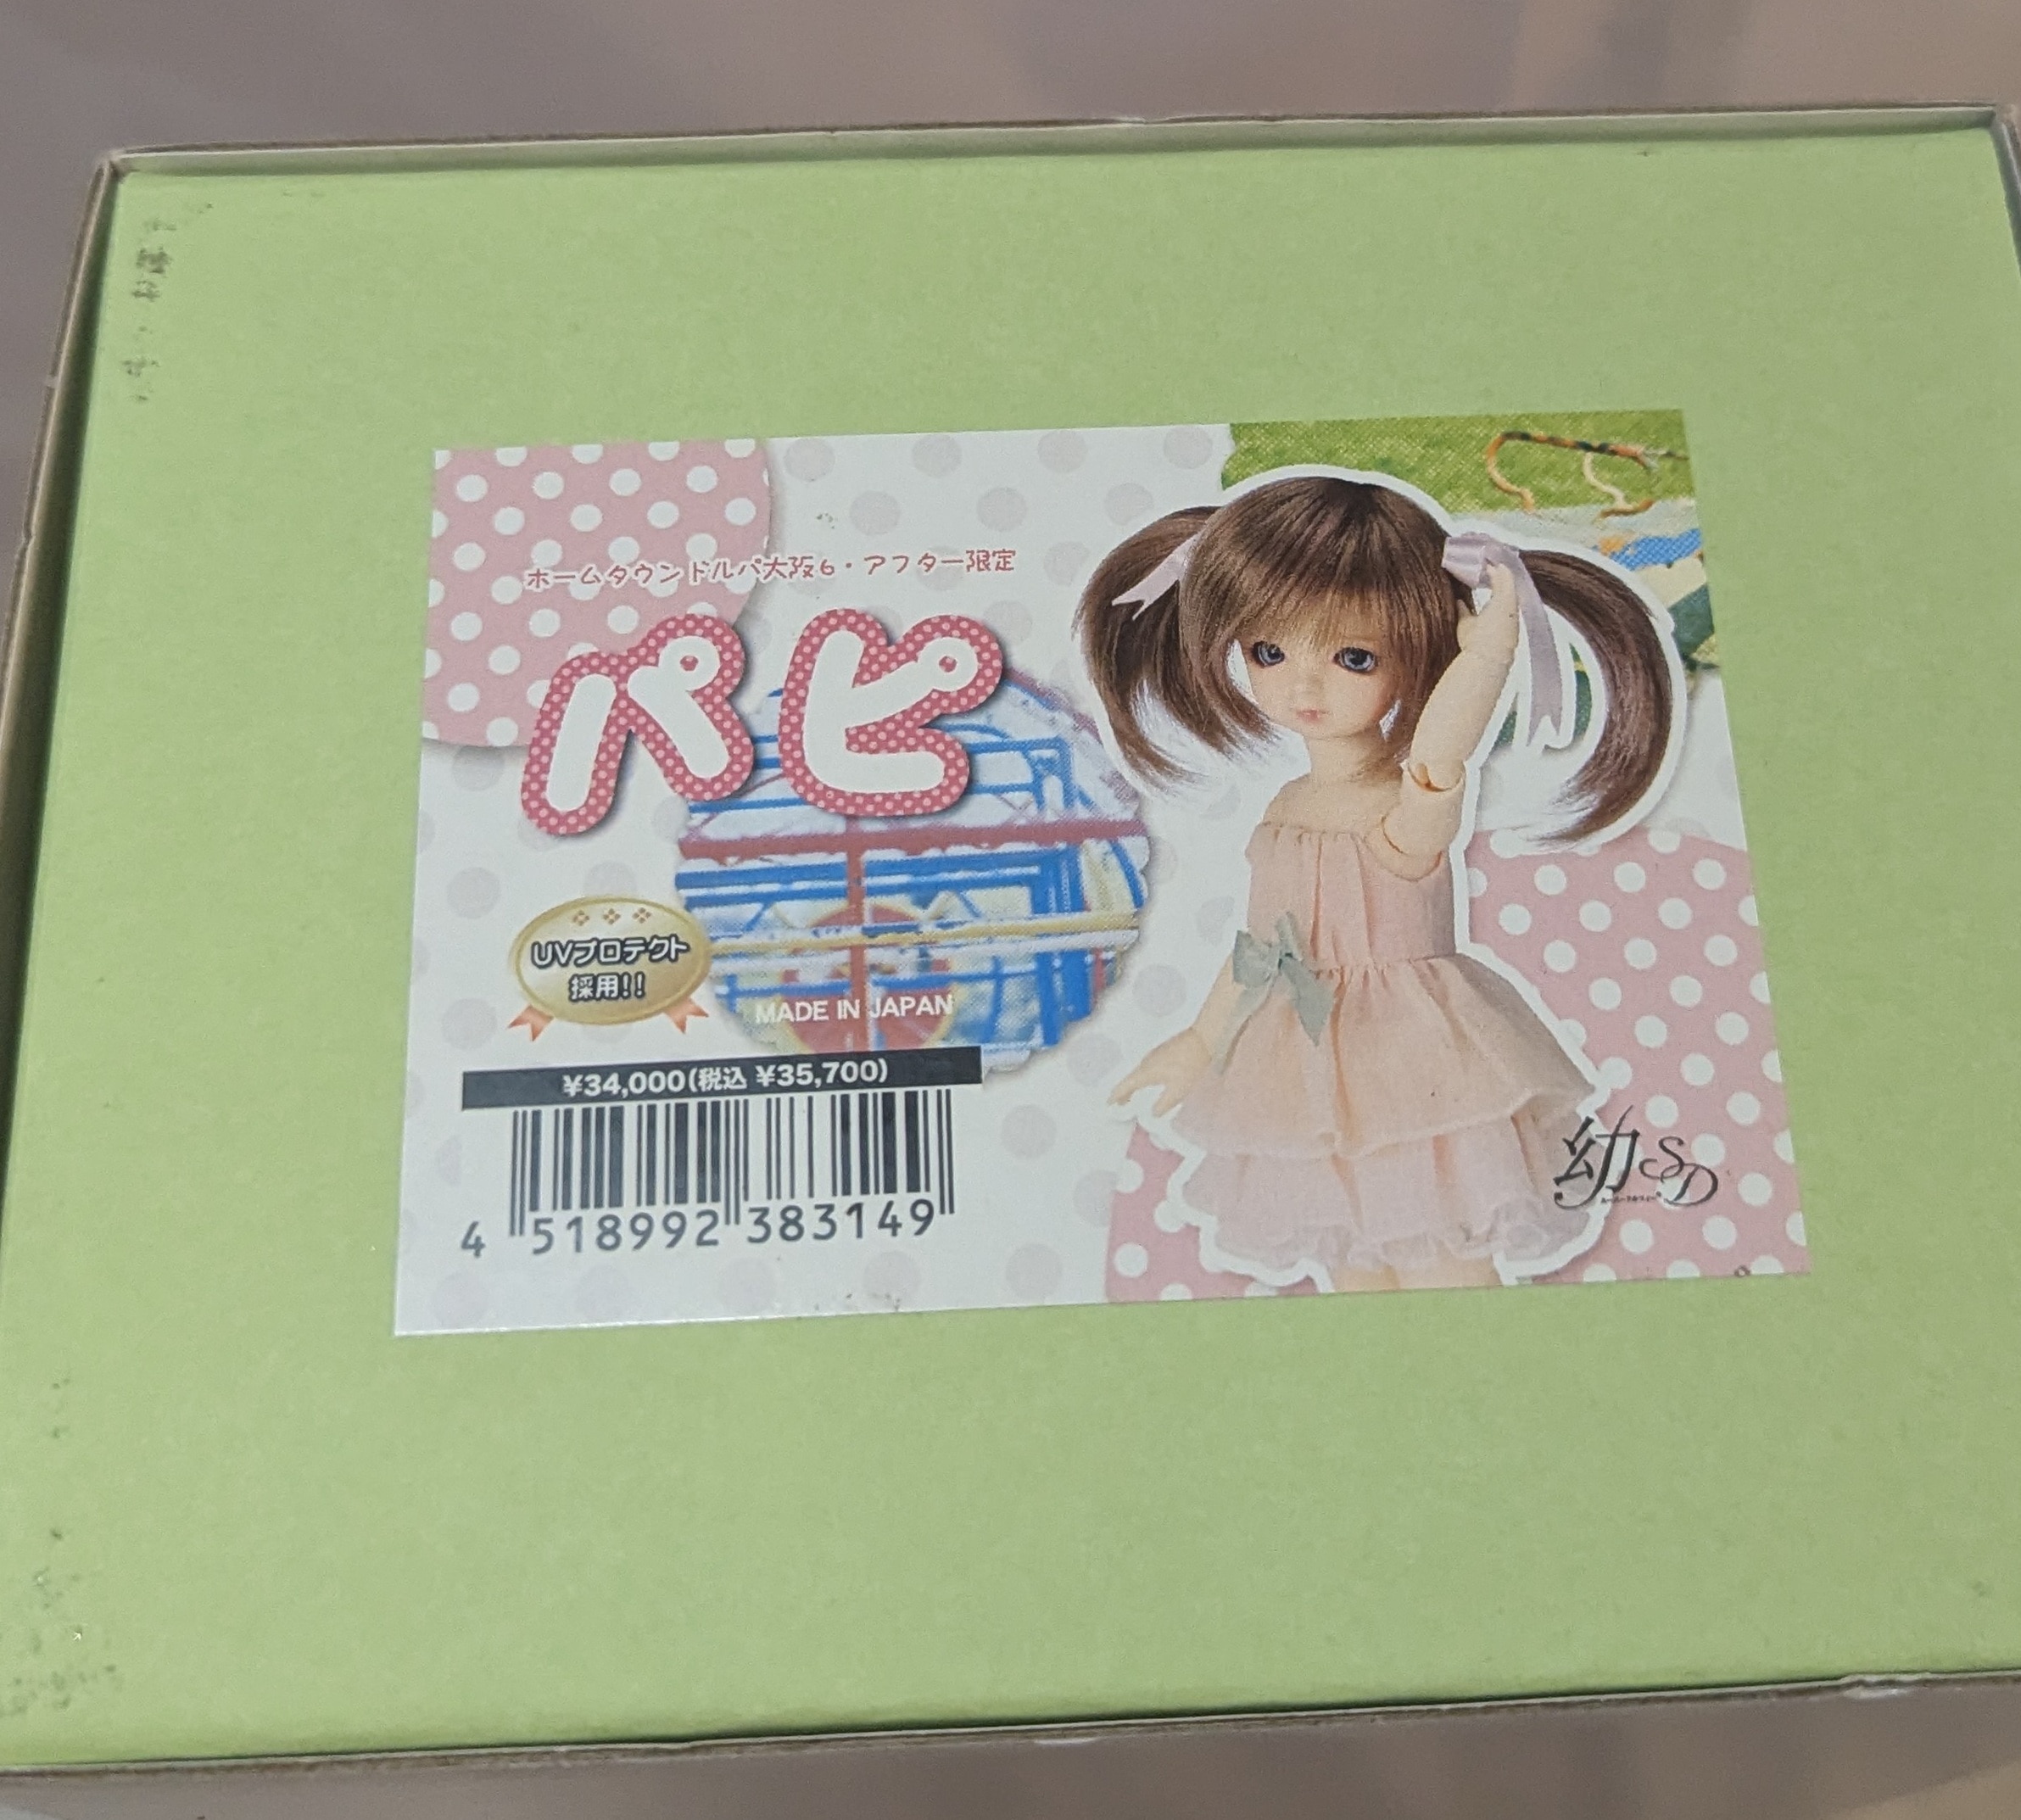 ホームタウンドルパ大阪6・アフター限定
パピ
UVプロテクト
採用!!
MADE IN JAPAN
¥34,000(税込 ¥35,700)
4 518992 383149
幼SD